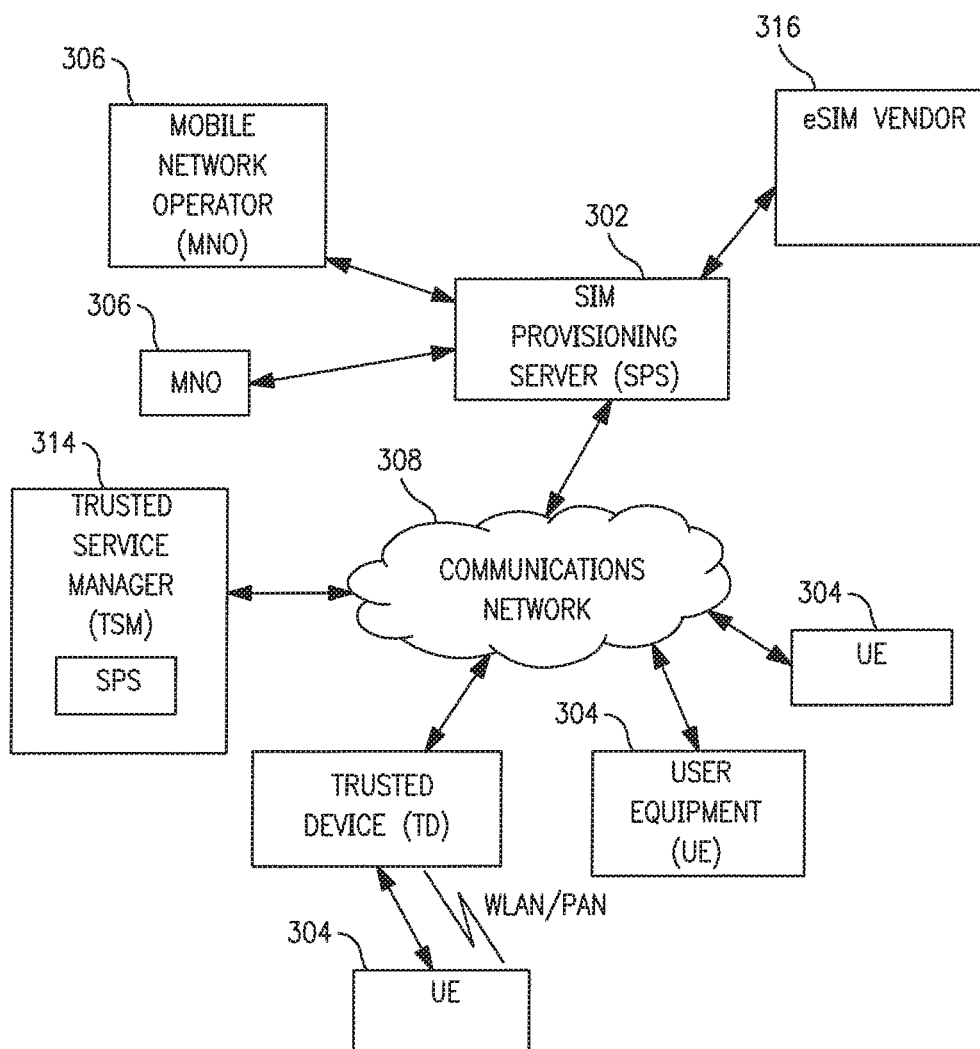 306
MOBILE
NETWORK
OPERATOR
(MNO)
316
eSIM VENDOR
302
SIM
PROVISIONING
SERVER (SPS)
306
MNO
314
TRUSTED
SERVICE
MANAGER
(TSM)
SPS
308
COMMUNICATIONS
NETWORK
304
UE
304
USER
EQUIPMENT
(UE)
TRUSTED
DEVICE (TD)
WLAN/PAN
304
UE